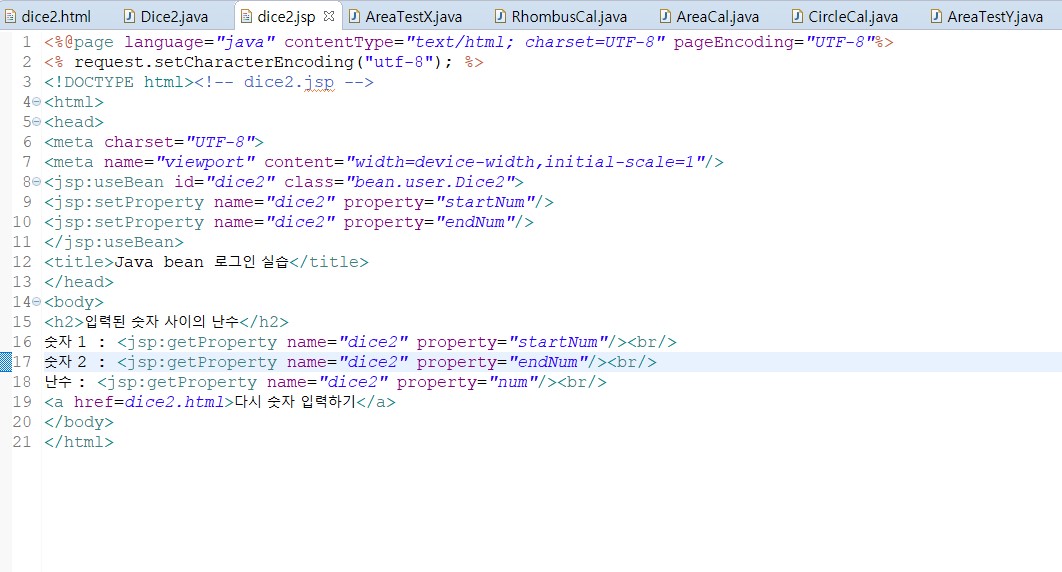 dice2.html Dice2.java dice2.jsp AreaTestX.java RhombusCal.java AreaCal.java CircleCal.java AreaTestY.java
1 <%@page language="java" contentType="text/html; charset=UTF-8" pageEncoding="UTF-8"%>
2 <% request.setCharacterEncoding("utf-8"); %>
3 <!DOCTYPE html><!-- dice2.jsp -->
4 <html>
5 <head>
6 <meta charset="UTF-8">
7 <meta name="viewport" content="width=device-width,initial-scale=1"/>
8 <jsp:useBean id="dice2" class="bean.user.Dice2">
9 <jsp:setProperty name="dice2" property="startNum"/>
10 <jsp:setProperty name="dice2" property="endNum"/>
11 </jsp:useBean>
12 <title>Java bean 로그인 실습</title>
13 </head>
14 <body>
15 <h2>입력된 숫자 사이의 난수</h2>
16 숫자 1 : <jsp:getProperty name="dice2" property="startNum"/><br/>
17 숫자 2 : <jsp:getProperty name="dice2" property="endNum"/><br/>
18 난수 : <jsp:getProperty name="dice2" property="num"/><br/>
19 <a href=dice2.html>다시 숫자 입력하기</a>
20 </body>
21 </html>